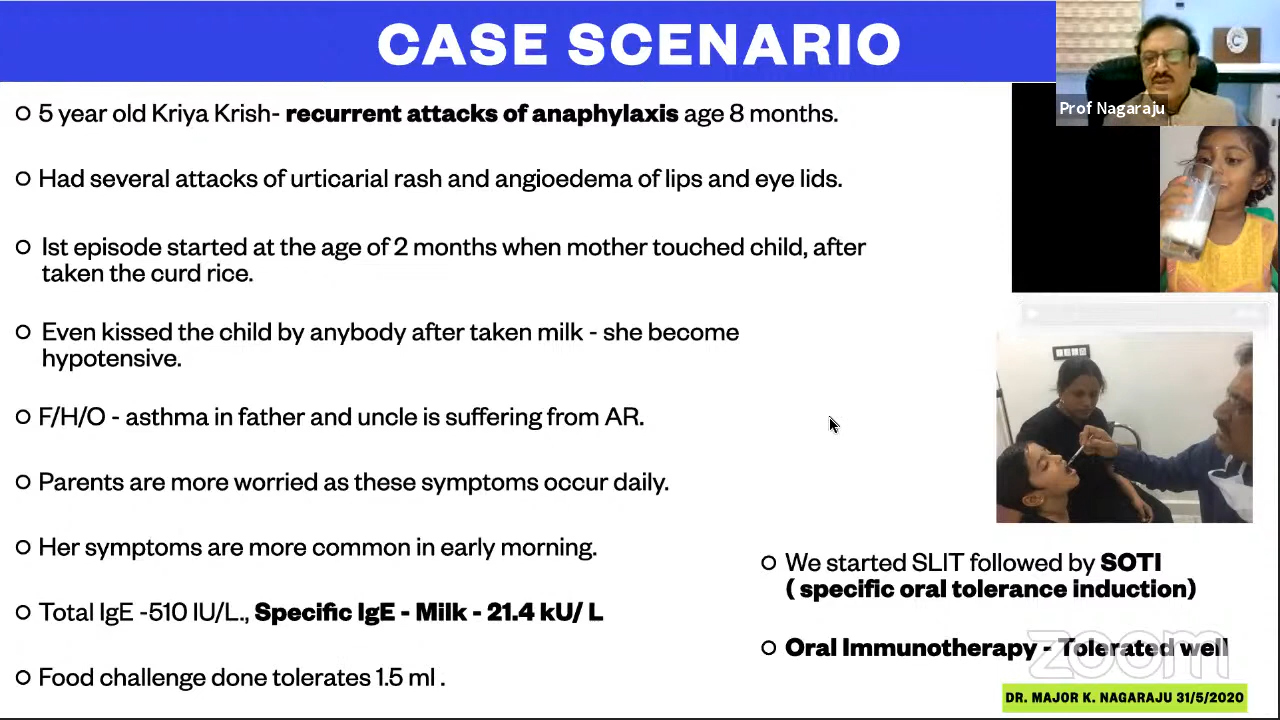 CASE SCENARIO
Prof Nagaraju
5 year old Kriya Krish- recurrent attacks of anaphylaxis age 8 months.
Had several attacks of urticarial rash and angioedema of lips and eye lids.
Ist episode started at the age of 2 months when mother touched child, after
taken the curd rice.
Even kissed the child by anybody after taken milk - she become
hypotensive.
F/H/O - asthma in father and uncle is suffering from AR.
Parents are more worried as these symptoms occur daily.
Her symptoms are more common in early morning.
Total IgE -510 IU/L., Specific IgE - Milk - 21.4 kU/ L
Food challenge done tolerates 1.5 ml .
We started SLIT followed by SOTI
( specific oral tolerance induction)
Oral Immunotherapy - Tolerated well
zoom
DR. MAJOR K. NAGARAJU 31/5/2020